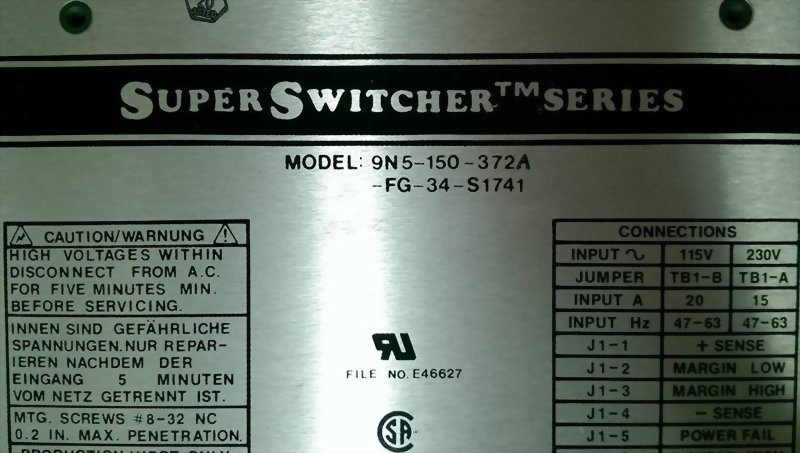 SUPER SWITCHER™ SERIES
MODEL: 9N5-150-372A
-FG-34-S1741
CAUTION/WARNUNG
HIGH VOLTAGES WITHIN
DISCONNECT FROM A.C.
FOR FIVE MINUTES MIN.
BEFORE SERVICING.
INNEN SIND GEFÄHRLICHE
SPANNUNGEN. NUR REPAR-
IEREN NACHDEM DER
EINGANG 5 MINUTEN
VOM NETZ GETRENNT IST.
MTG. SCREWS #8-32 NC
0.2 IN. MAX. PENETRATION.
FILE NO. E46627
CONNECTIONS
INPUT ∿ 115V 230V
JUMPER TB1-B TB1-A
INPUT A 20 15
INPUT Hz 47-63 47-63
J1-1 + SENSE
J1-2 MARGIN LOW
J1-3 MARGIN HIGH
J1-4 - SENSE
J1-5 POWER FAIL